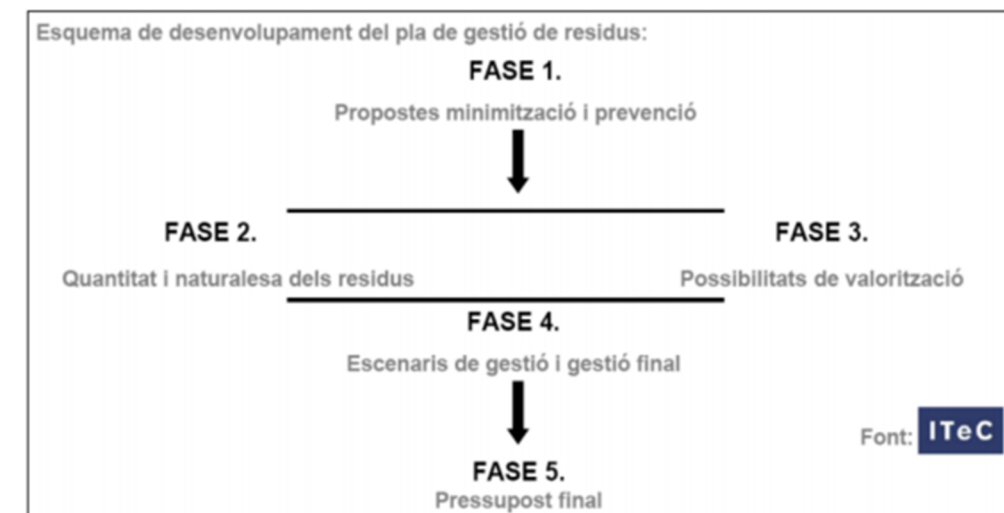 Esquema de desenvolupament del pla de gestió de residus:
FASE 1.
Propostes minimització i prevenció
FASE 2.
Quantitat i naturalesa dels residus
FASE 3.
Possibilitats de valorització
FASE 4.
Escenaris de gestió i gestió final
Font: ITeC
FASE 5.
Pressupost final